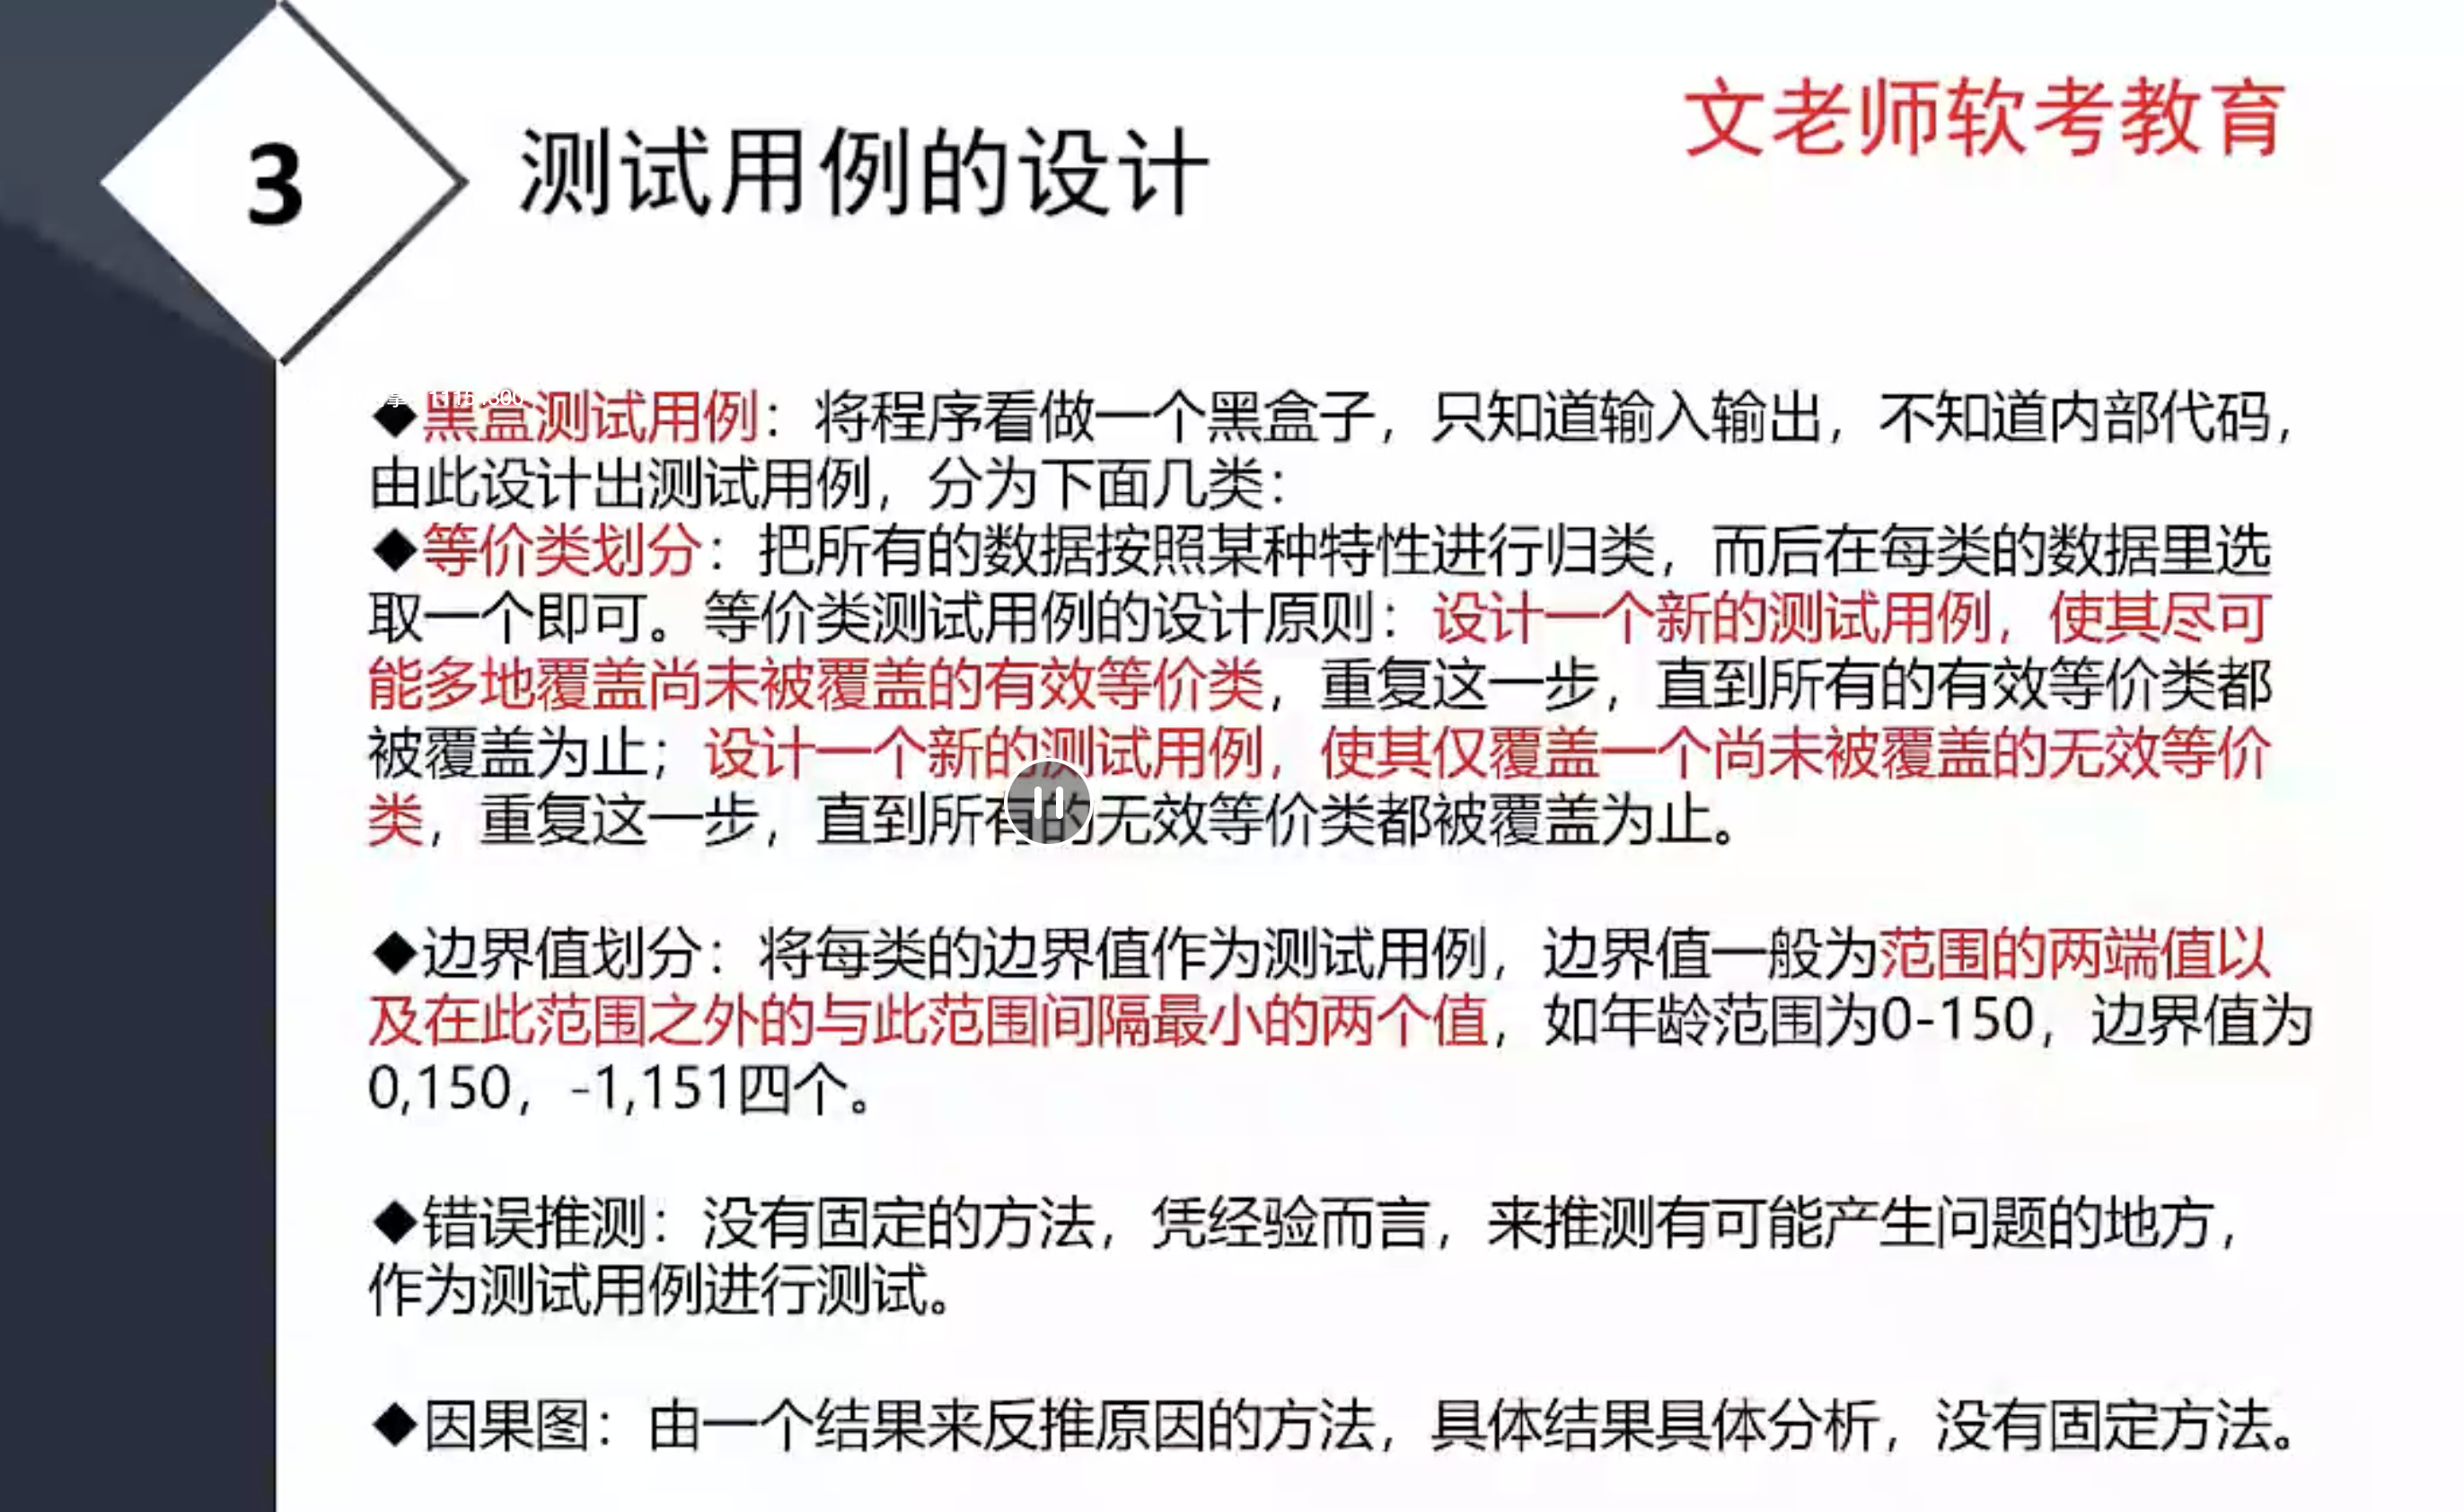 文老师软考教育
3
测试用例的设计
◆黑盒测试用例：将程序看做一个黑盒子，只知道输入输出，不知道内部代码，
由此设计出测试用例，分为下面几类：
◆等价类划分：把所有的数据按照某种特性进行归类，而后在每类的数据里选
取一个即可。等价类测试用例的设计原则：设计一个新的测试用例，使其尽可
能多地覆盖尚未被覆盖的有效等价类，重复这一步，直到所有的有效等价类都
被覆盖为止；设计一个新的测试用例，使其仅覆盖一个尚未被覆盖的无效等价
类，重复这一步，直到所有的无效等价类都被覆盖为止。
◆边界值划分：将每类的边界值作为测试用例，边界值一般为范围的两端值以
及在此范围之外的与此范围间隔最小的两个值，如年龄范围为0-150，边界值为
0,150，-1,151四个。
◆错误推测：没有固定的方法，凭经验而言，来推测有可能产生问题的地方，
作为测试用例进行测试。
◆因果图：由一个结果来反推原因的方法，具体结果具体分析，没有固定方法。